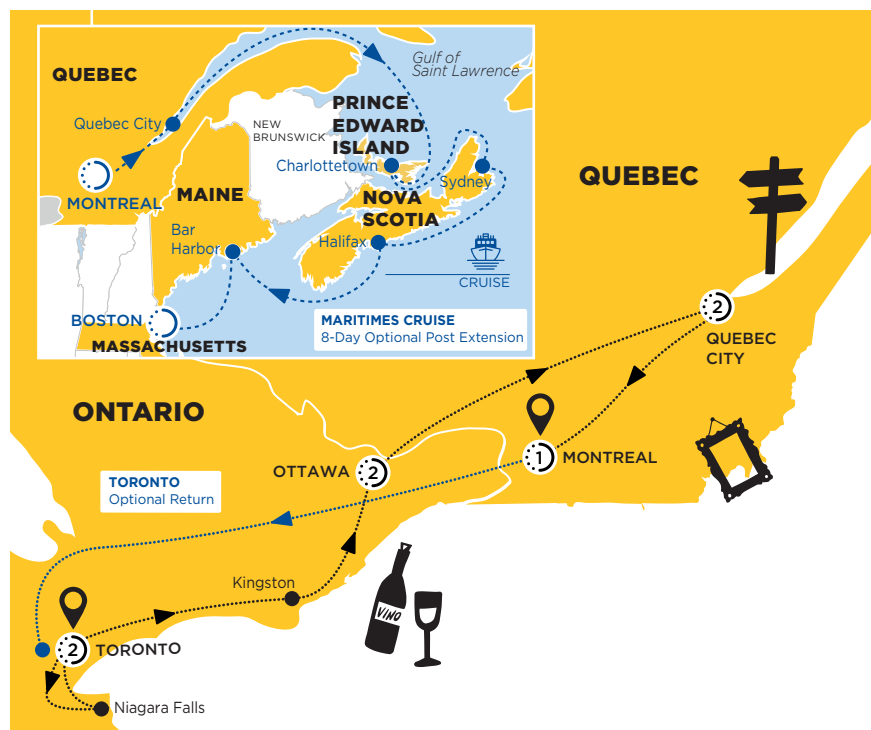 QUEBEC
Gulf of
Saint Lawrence
PRINCE
EDWARD
ISLAND
NEW
BRUNSWICK
Quebec City
Charlottetown
Sydney
MONTREAL
MAINE
NOVA
SCOTIA
Bar
Harbor
Halifax
CRUISE
BOSTON
MASSACHUSETTS
MARITIMES CRUISE
8-Day Optional Post Extension
QUEBEC
2
QUEBEC
CITY
ONTARIO
OTTAWA
2
1
MONTREAL
TORONTO
Optional Return
Kingston
VINO
2
TORONTO
Niagara Falls